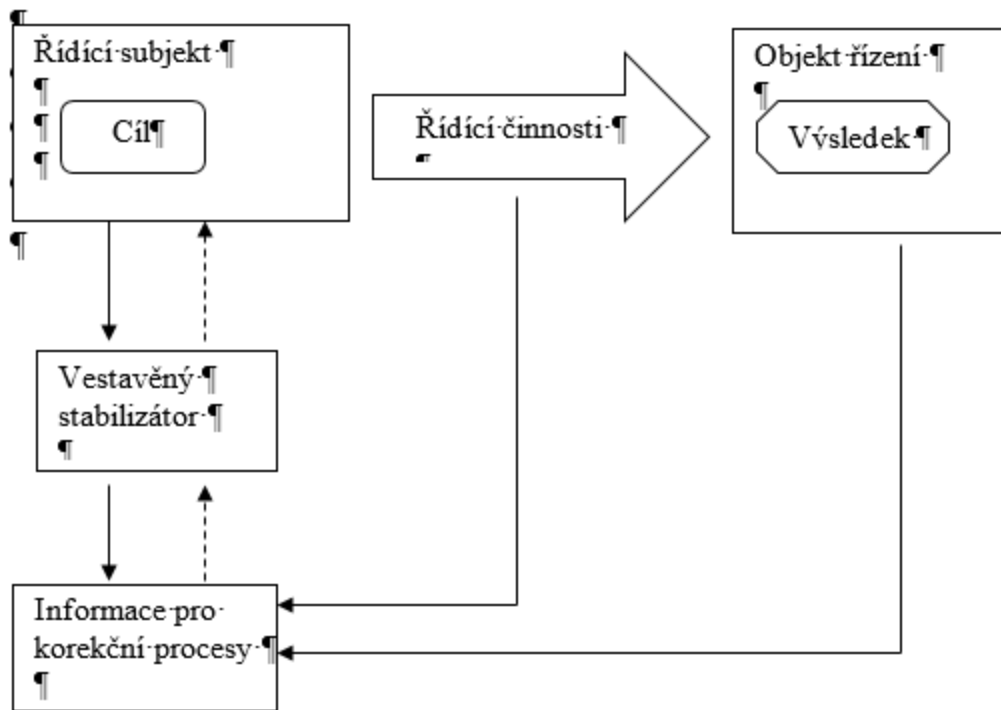 Řídící subjekt
Cíl
Řídící činnosti
Objekt řízení
Výsledek
Vestavěný
stabilizátor
Informace pro
korekční procesy